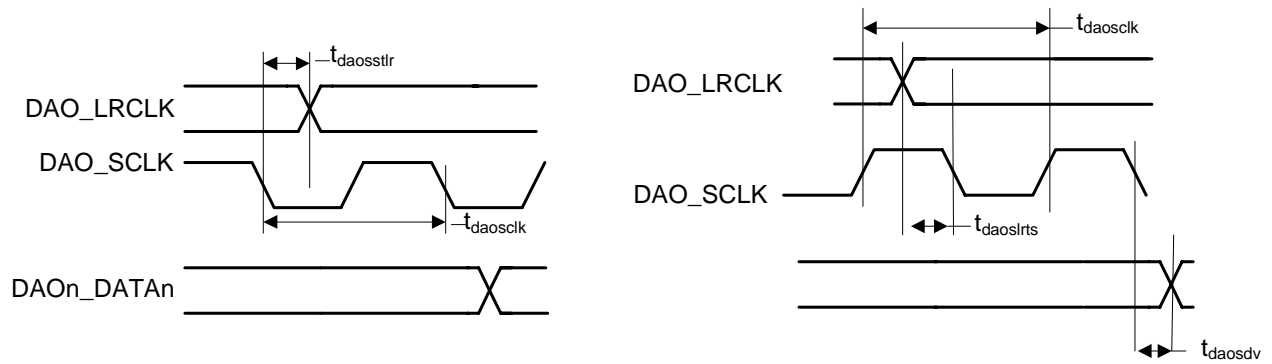 tdaosstlr
DAO_LRCLK
DAO_SCLK
tdaosclk
DAOn_DATAn
tdaosclk
DAO_LRCLK
DAO_SCLK
tdaoslrts
tdaosdv